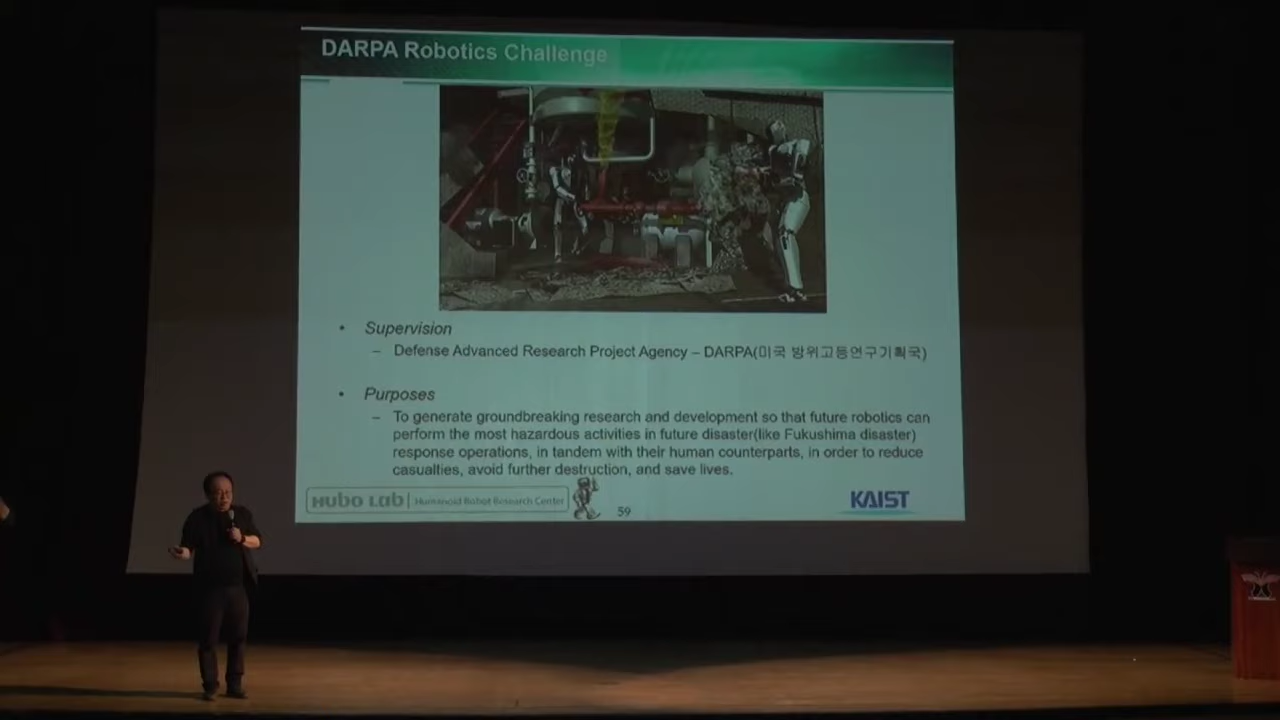 DARPA Robotics Challenge
• Supervision
– Defense Advanced Research Project Agency – DARPA(미국 방위고등연구기획국)
• Purposes
– To generate groundbreaking research and development so that future robotics can
perform the most hazardous activities in future disaster(like Fukushima disaster)
response operations, in tandem with their human counterparts, in order to reduce
casualties, avoid further destruction, and save lives.
HUBO LAB | Humanoid Robot Research Center
59
KAIST